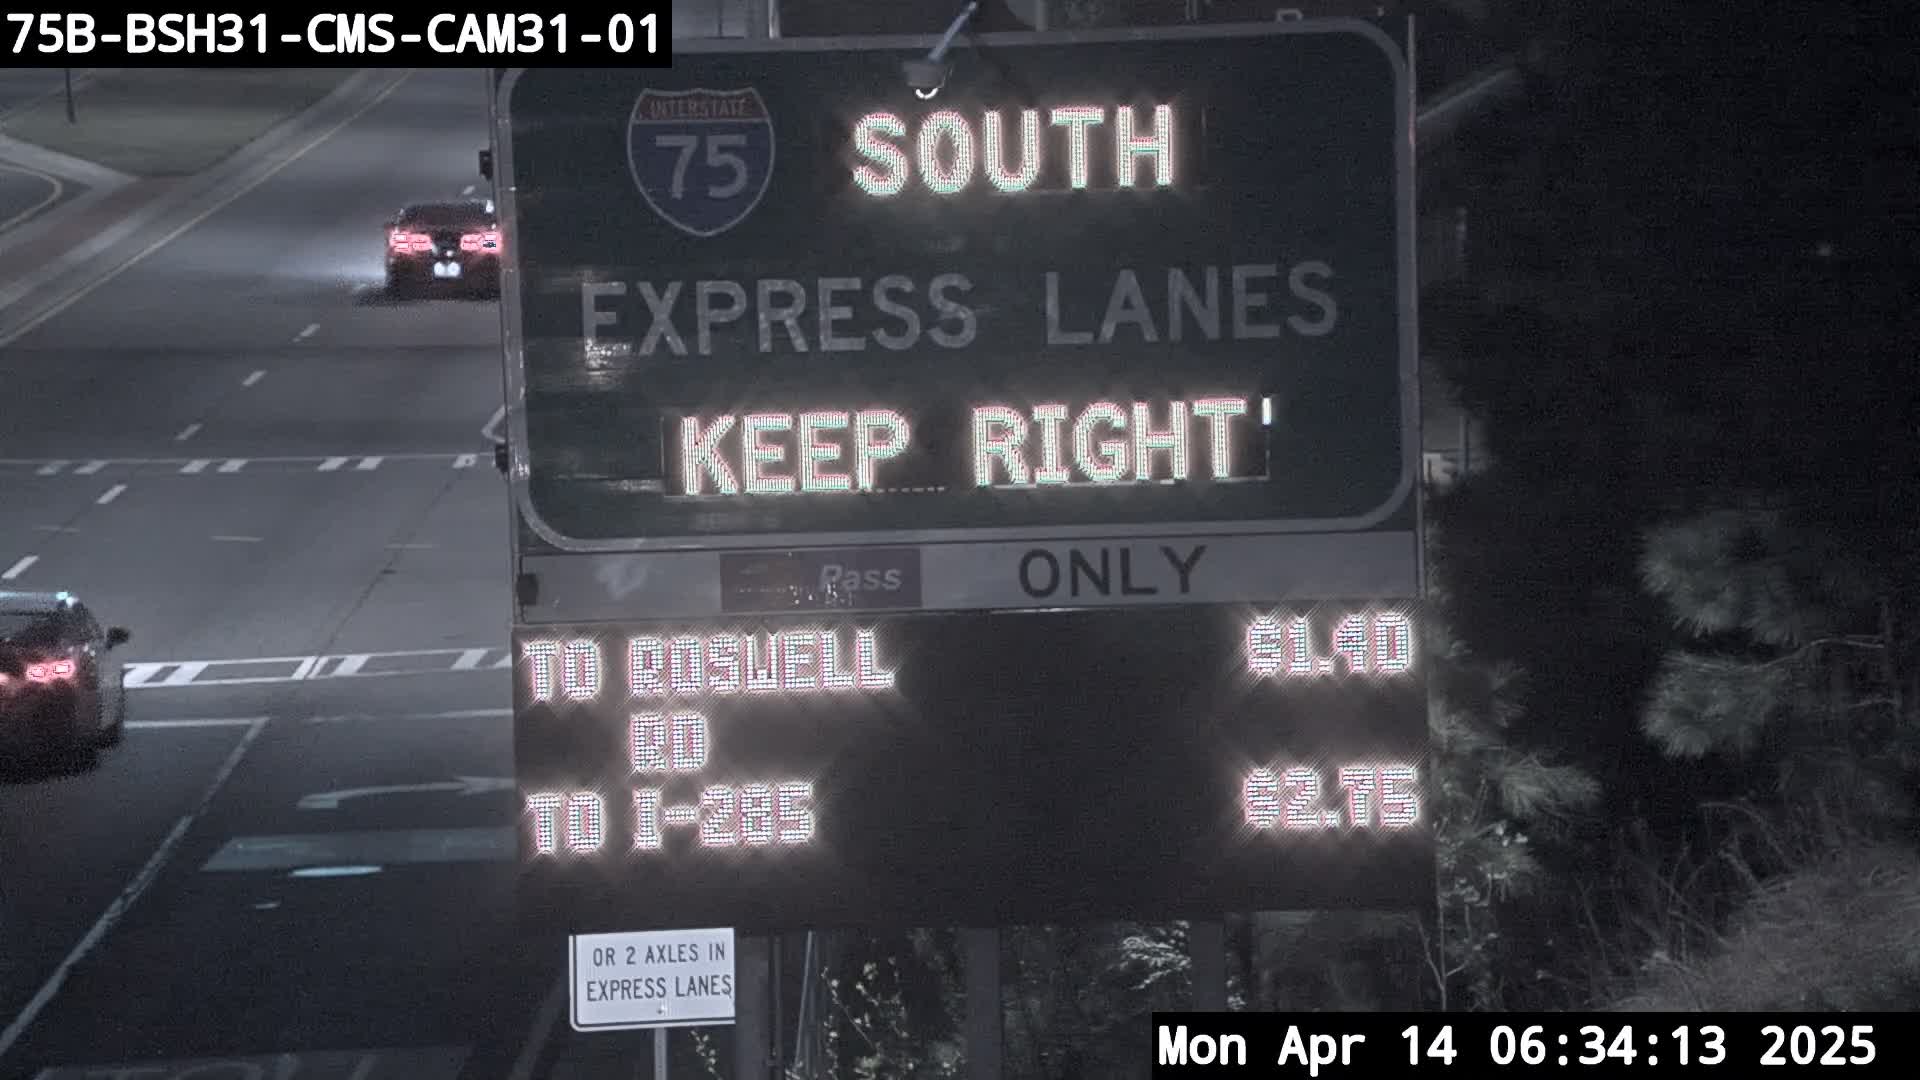 75B-BSH31-CMS-CAM31-01
INTERSTATE
75
SOUTH
EXPRESS LANES
KEEP RIGHT
Pass
ONLY
TO ROSWELL $1.40
RD
TO I-285 $2.75
OR 2 AXLES IN
EXPRESS LANES
Mon Apr 14 06:34:13 2025